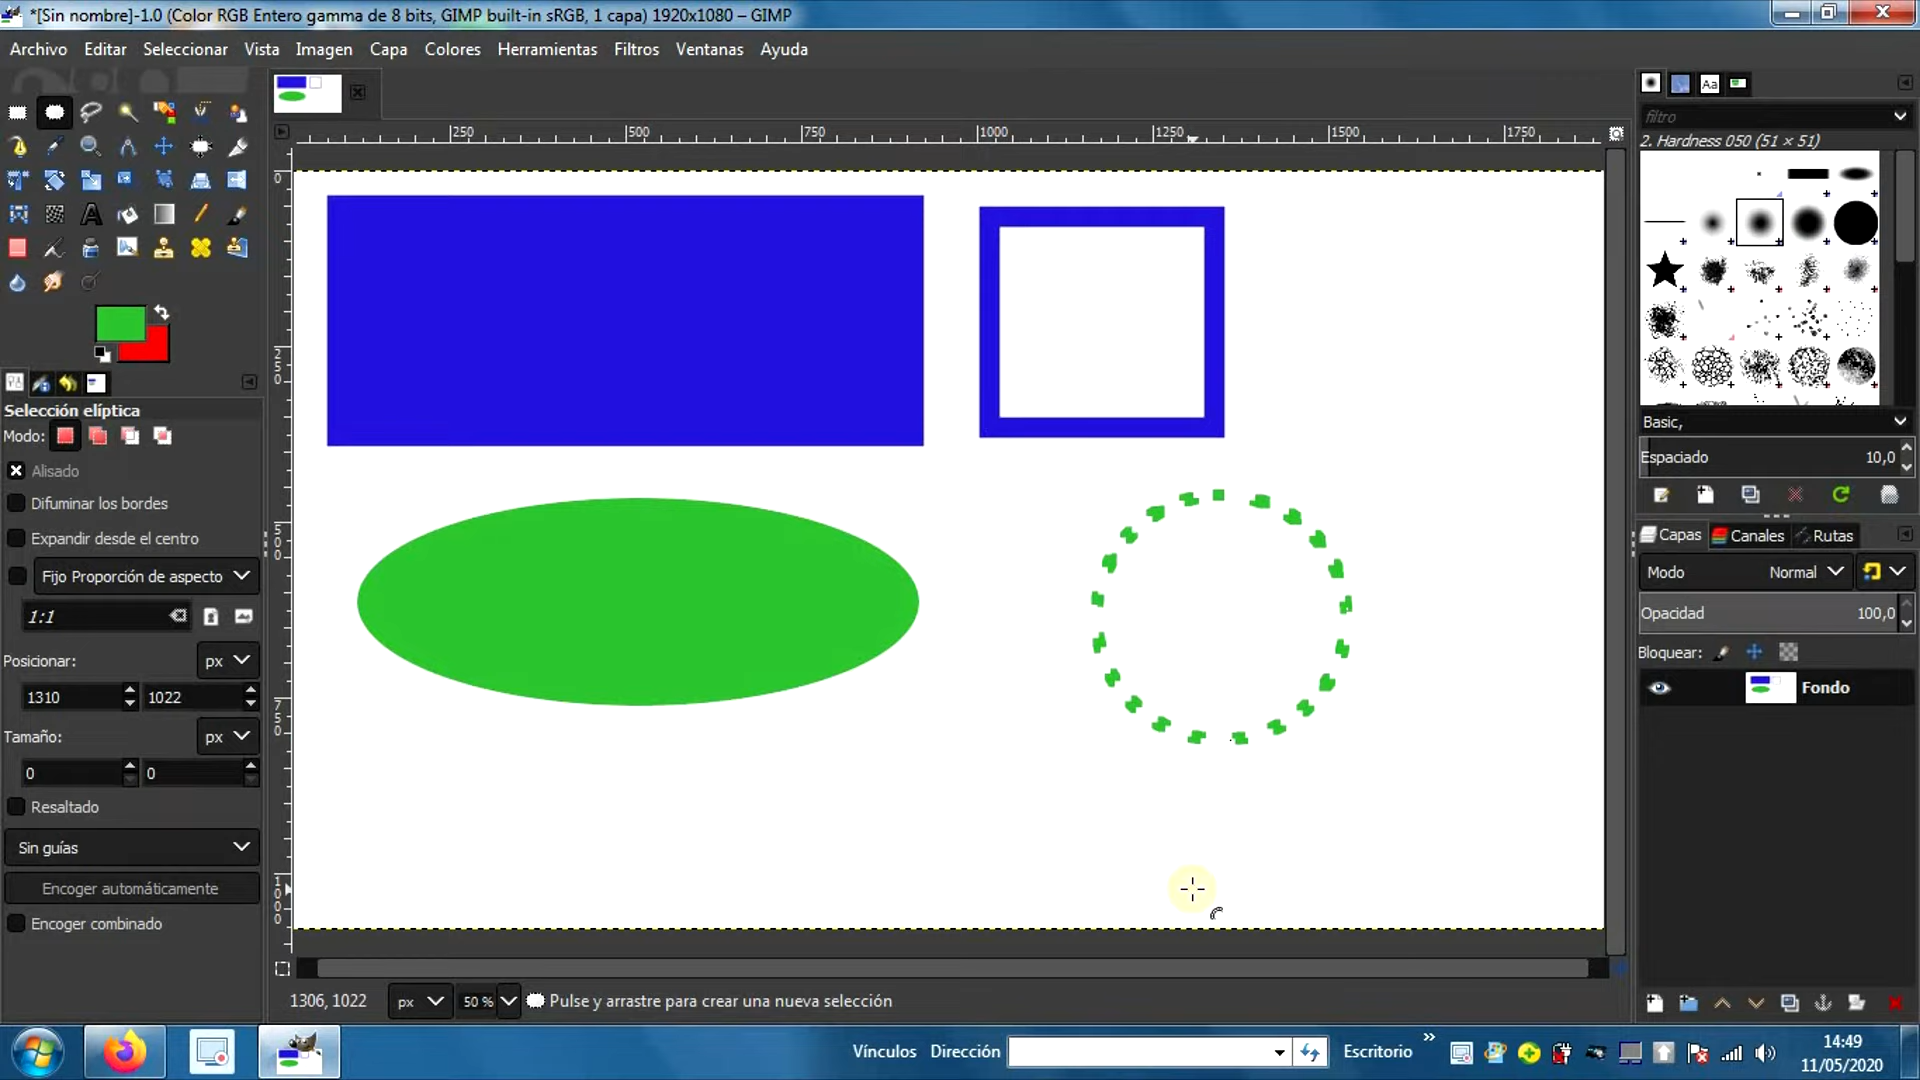 *[Sin nombre]-1.0 (Color RGB Entero gamma de 8 bits, GIMP built-in sRGB, 1 capa) 1920x1080 – GIMP
Archivo Editar Seleccionar Vista Imagen Capa Colores Herramientas Filtros Ventanas Ayuda
filtro
2. Hardness 050 (51 × 51)
250 500 750 1000 1250 1500 1750
0
250
500
750
1000
Selección elíptica
Modo:
Alisado
Difuminar los bordes
Expandir desde el centro
Fijo Proporción de aspecto
1:1
Posicionar: px
1310 1022
Tamaño: px
0 0
Resaltado
Sin guías
Encoger automáticamente
Encoger combinado
Basic,
Espaciado 10,0
Capas Canales Rutas
Modo Normal
Opacidad 100,0
Bloquear:
Fondo
1306, 1022 px 50 % Pulse y arrastre para crear una nueva selección
Vínculos Dirección Escritorio »
14:49
11/05/2020